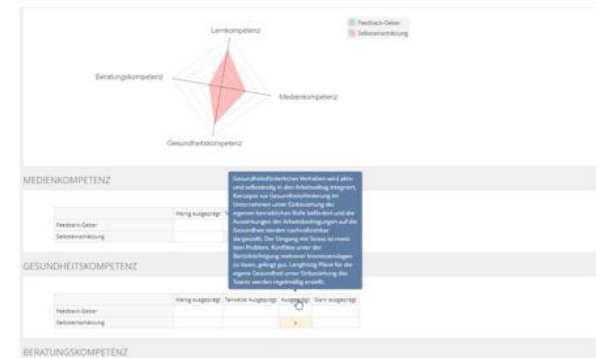 Lernkompetenz
Feedback-Geber
Selbsteinschätzung
Beratungskompetenz
Medienkompetenz
Gesundheitskompetenz
MEDIENKOMPETENZ
Gesundheitsförderliches Verhalten wird aktiv
und selbständig in den Arbeitsalltag integriert,
Konzepte zur Gesundheitsförderung im
Unternehmen unter Einbeziehung der
eigenen betrieblichen Rolle befördert und die
Auswirkungen der Arbeitsbedingungen auf die
Gesundheit werden nachvollziehbar
dargestellt. Der Umgang mit Stress ist meist
kein Problem. Konflikte unter der
Berücksichtigung mehrerer Interessenslagen
zu lösen, gelingt gut. Langfristig Pläne für die
eigene Gesundheit unter Einbeziehung des
Teams werden regelmäßig erstellt.
Wenig ausgeprägt
Feedback-Geber
Selbsteinschätzung
GESUNDHEITSKOMPETENZ
Wenig ausgeprägt Teilweise Ausgeprägt Ausgeprägt Stark ausgeprägt
Feedback-Geber
Selbsteinschätzung x
BERATUNGSKOMPETENZ